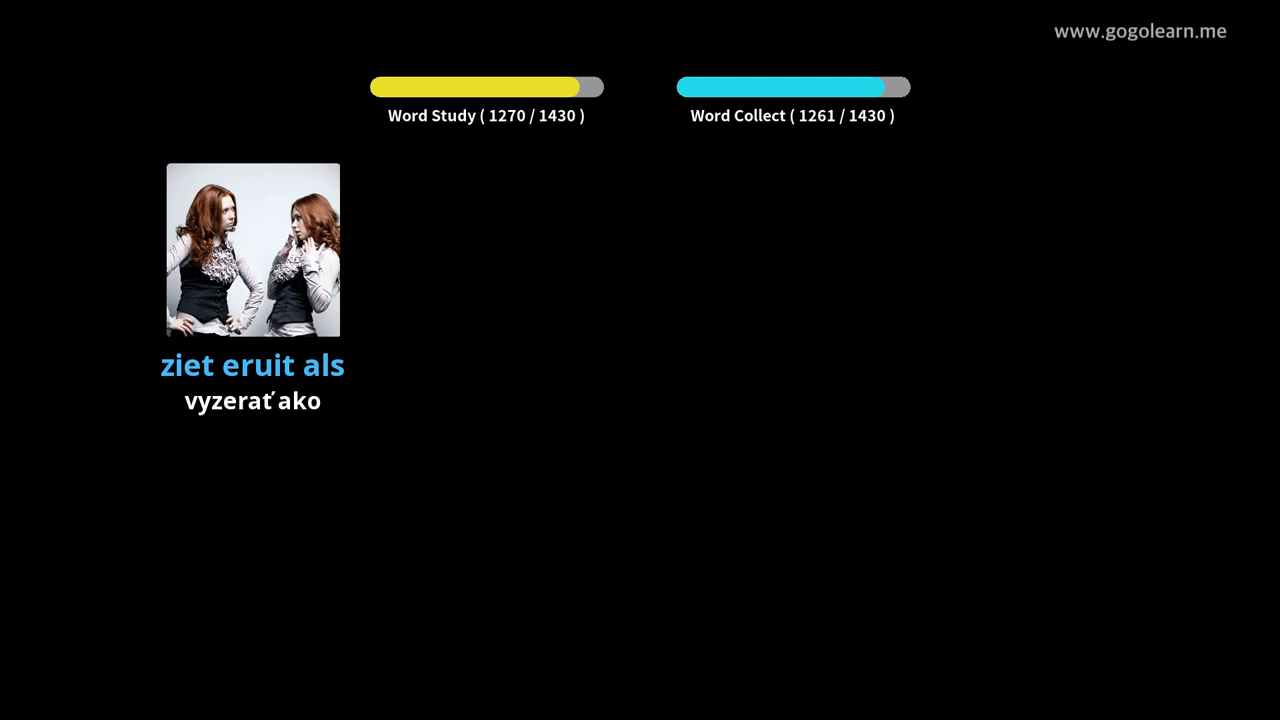 www.gogolearn.me
Word Study ( 1270 / 1430 )
Word Collect ( 1261 / 1430 )
ziet eruit als
vyzerať ako